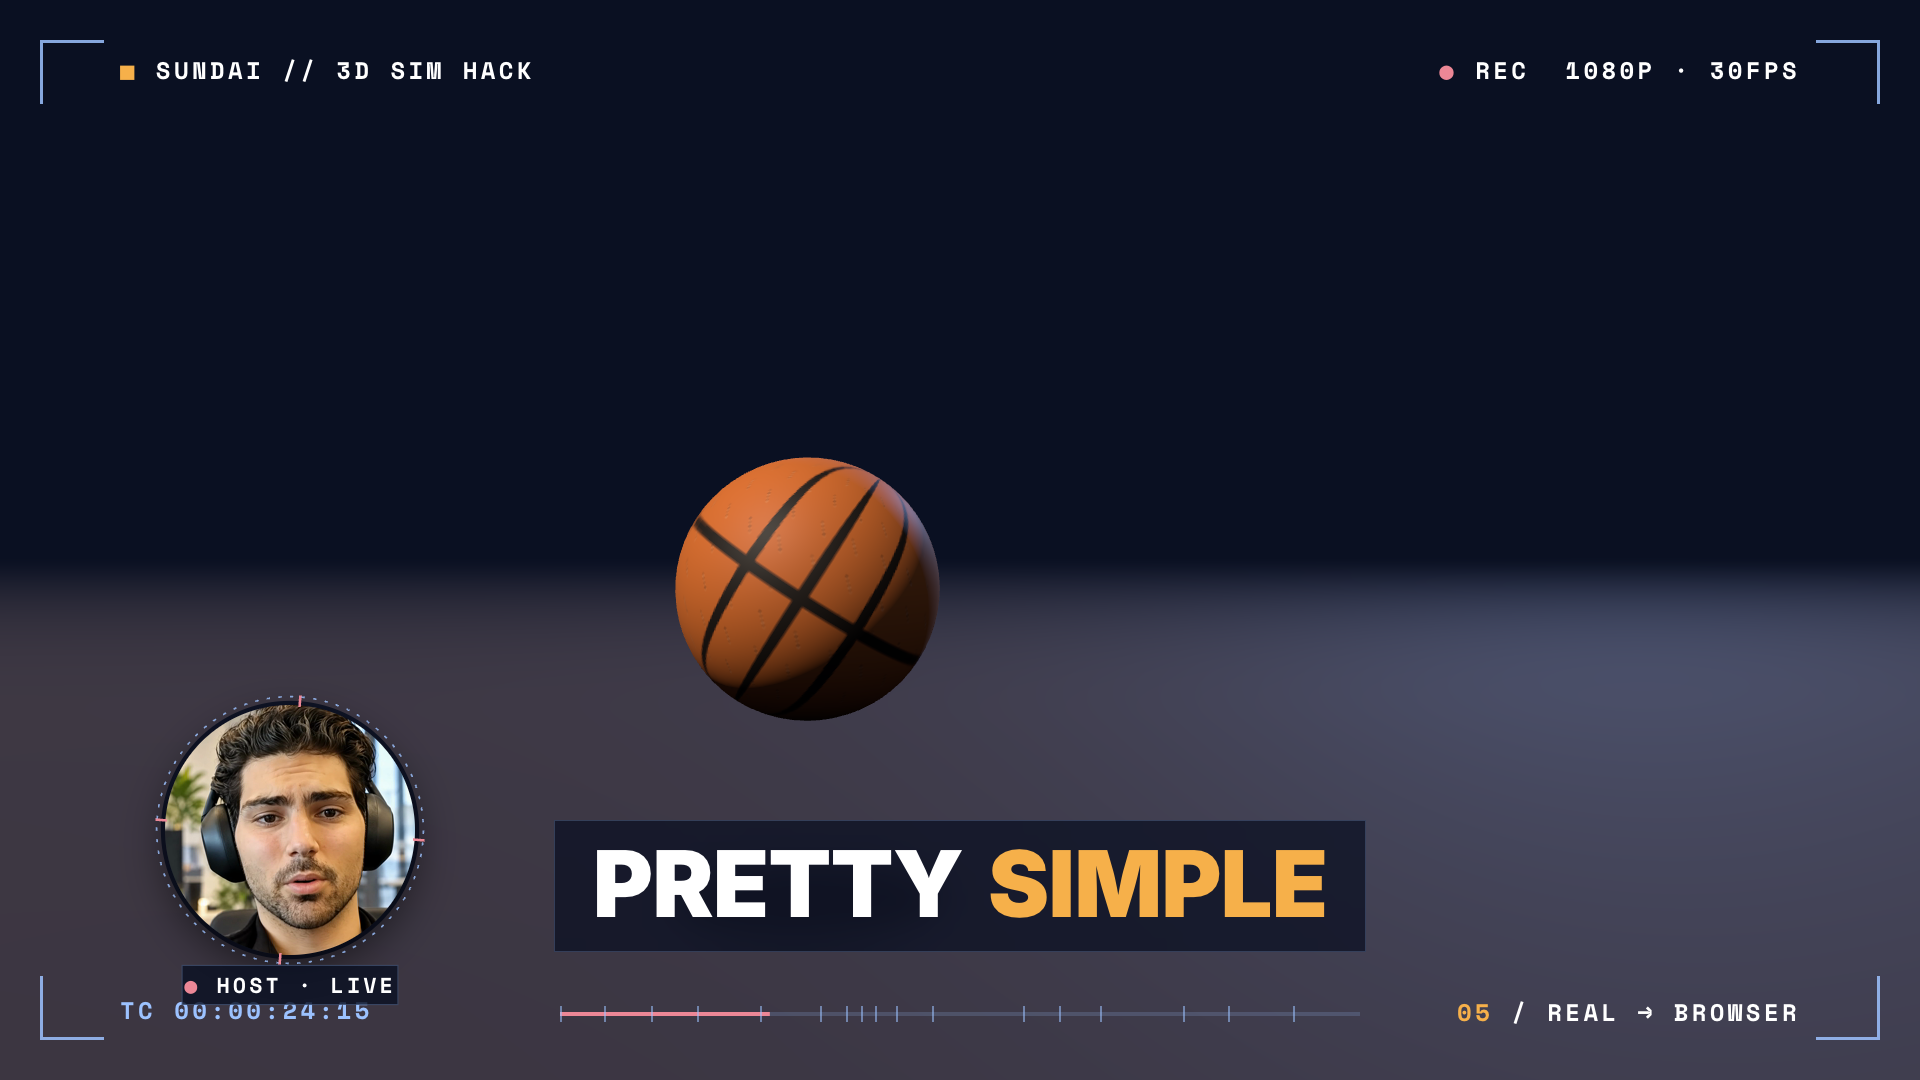 ■ SUNDAI // 3D SIM HACK
● REC 1080P · 30FPS
PRETTY SIMPLE
● HOST · LIVE
TC 00:00:24:15
05 / REAL → BROWSER